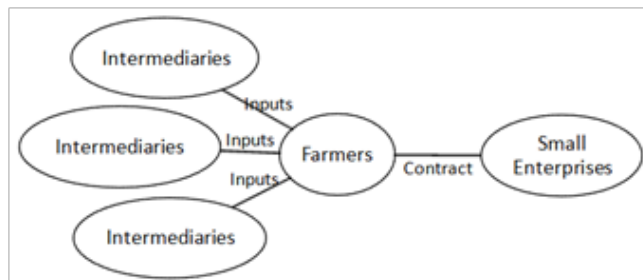 Intermediaries
Inputs
Intermediaries
Inputs
Farmers
Small
Enterprises
Contract
Inputs
Intermediaries